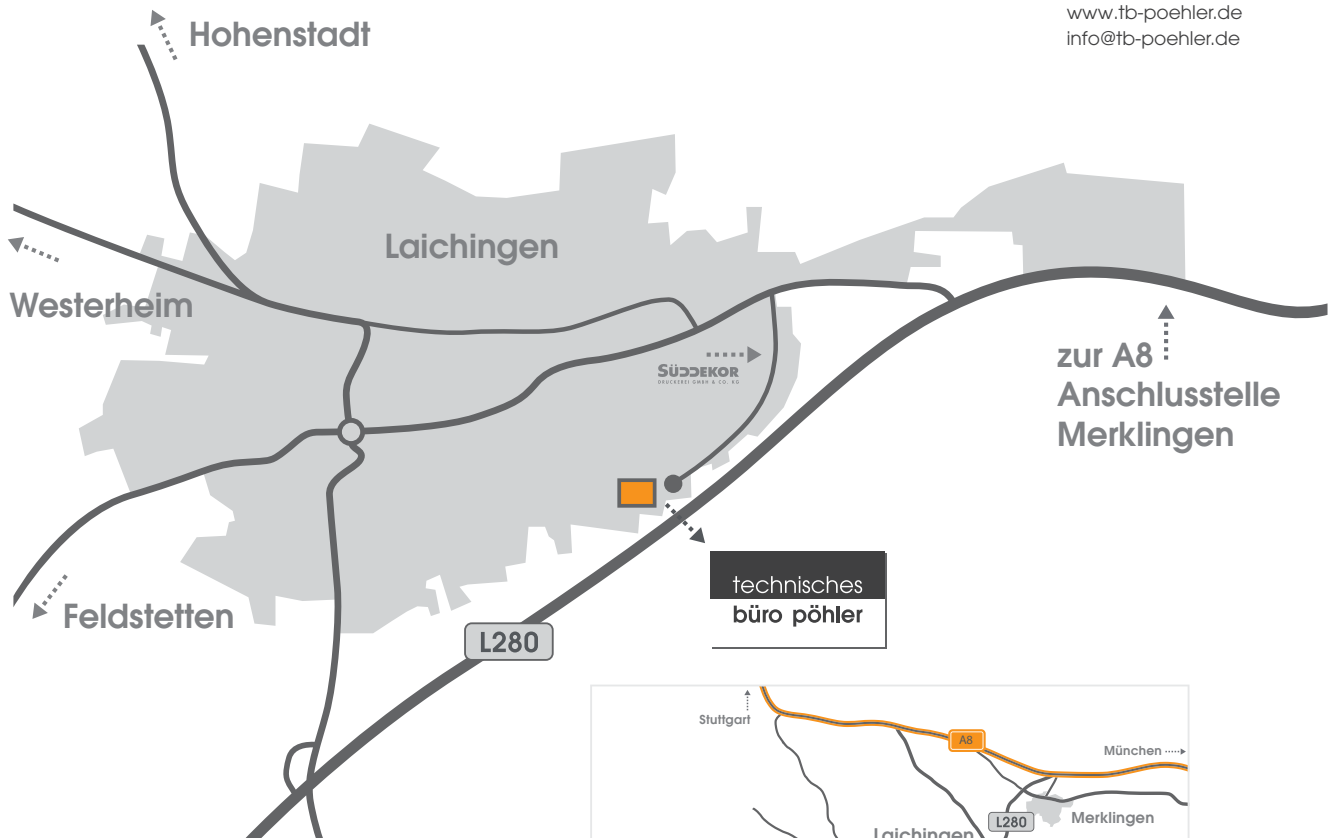 www.tb-poehler.de
info@tb-poehler.de
Hohenstadt
Laichingen
Westerheim
SÜDDEKOR
DRUCKEREI GMBH & CO. KG
zur A8
Anschlusstelle
Merklingen
technisches
büro pöhler
Feldstetten
L280
Stuttgart
A8
München
L280
Merklingen
Laichingen